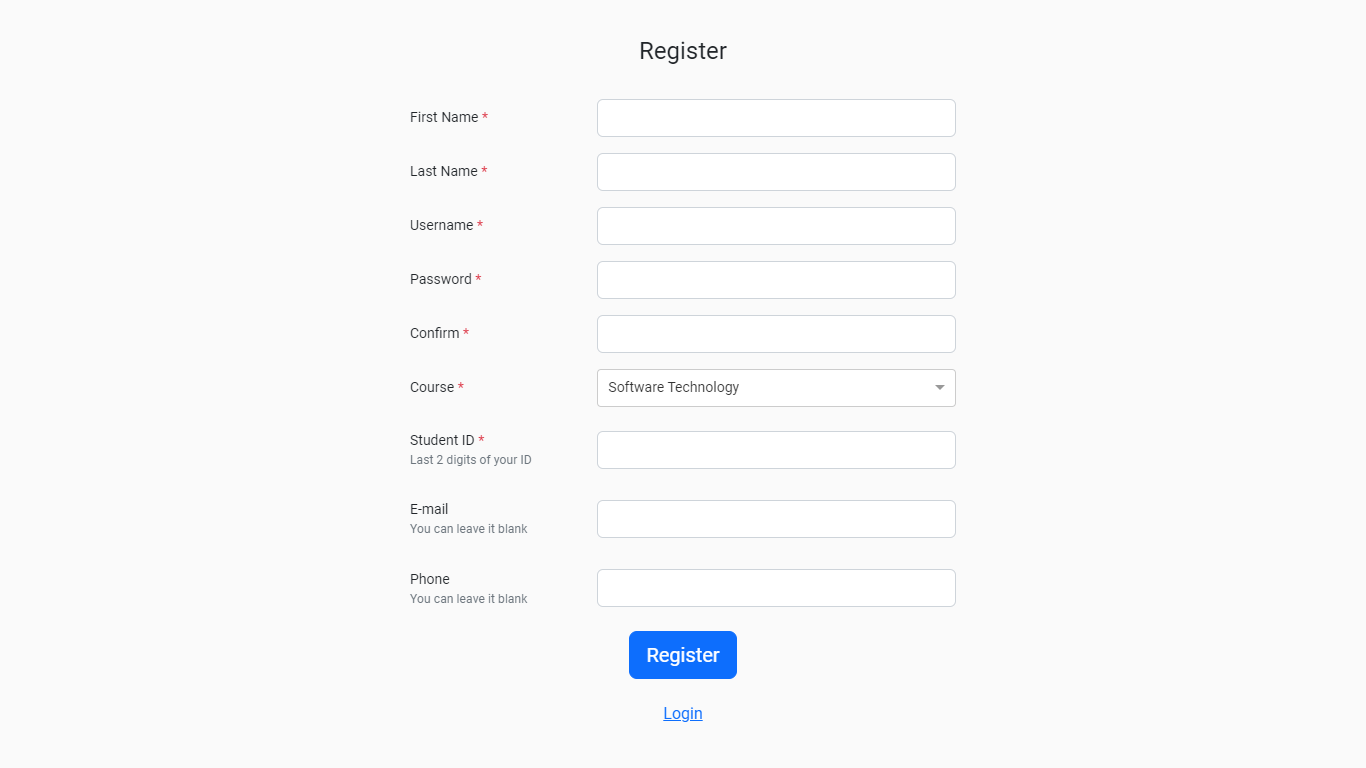 Register
First Name *
Last Name *
Username *
Password *
Confirm *
Course *
Software Technology
Student ID *
Last 2 digits of your ID
E-mail
You can leave it blank
Phone
You can leave it blank
Register
Login